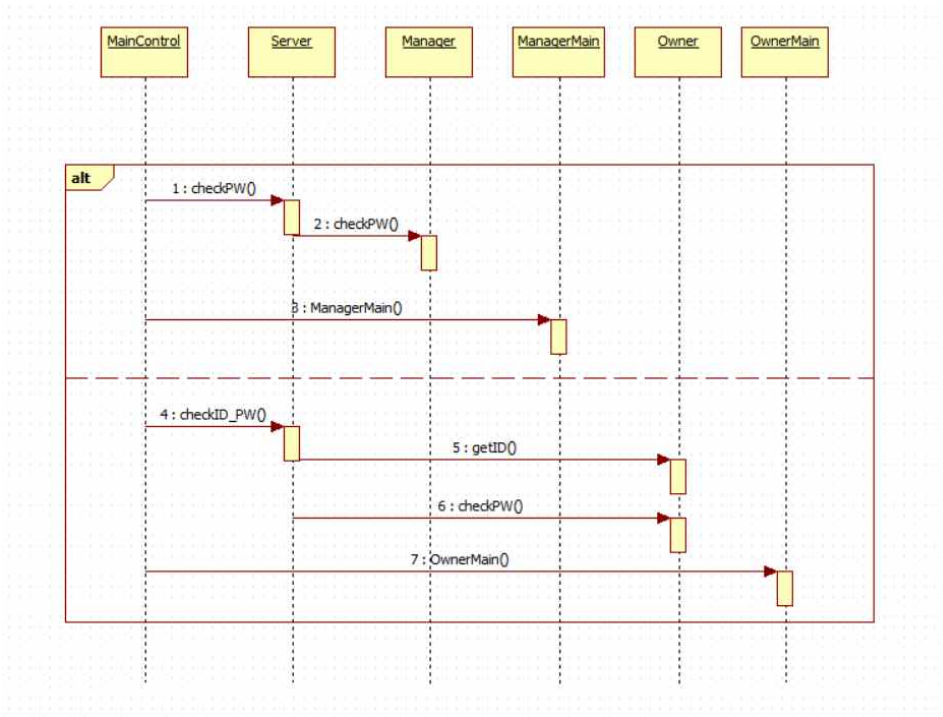 MainControl Server Manager ManagerMain Owner OwnerMain
alt
1 : checkPW()
2 : checkPW()
3 : ManagerMain()
4 : checkID_PW()
5 : getID()
6 : checkPW()
7 : OwnerMain()